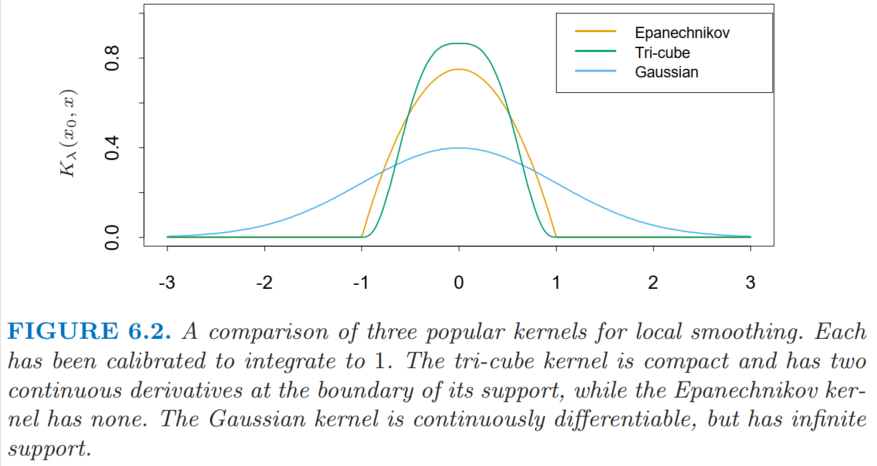 Epanechnikov
Tri-cube
Gaussian
0.8
0.4
0.0
K_λ(x_0, x)
-3 -2 -1 0 1 2 3
FIGURE 6.2. A comparison of three popular kernels for local smoothing. Each
has been calibrated to integrate to 1. The tri-cube kernel is compact and has two
continuous derivatives at the boundary of its support, while the Epanechnikov ker-
nel has none. The Gaussian kernel is continuously differentiable, but has infinite
support.